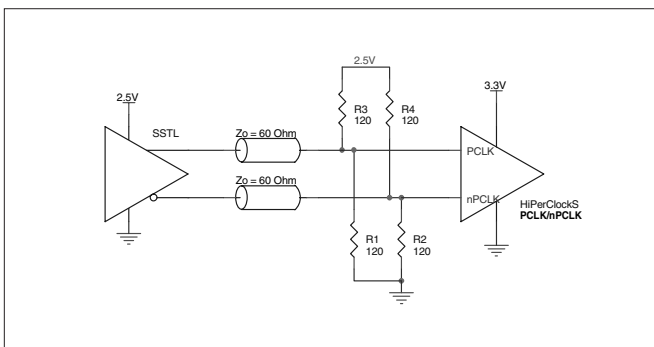 2.5V
SSTL
Zo = 60 Ohm
Zo = 60 Ohm
2.5V
R3
120
R4
120
R1
120
R2
120
3.3V
PCLK
nPCLK
HiPerClockS
PCLK/nPCLK